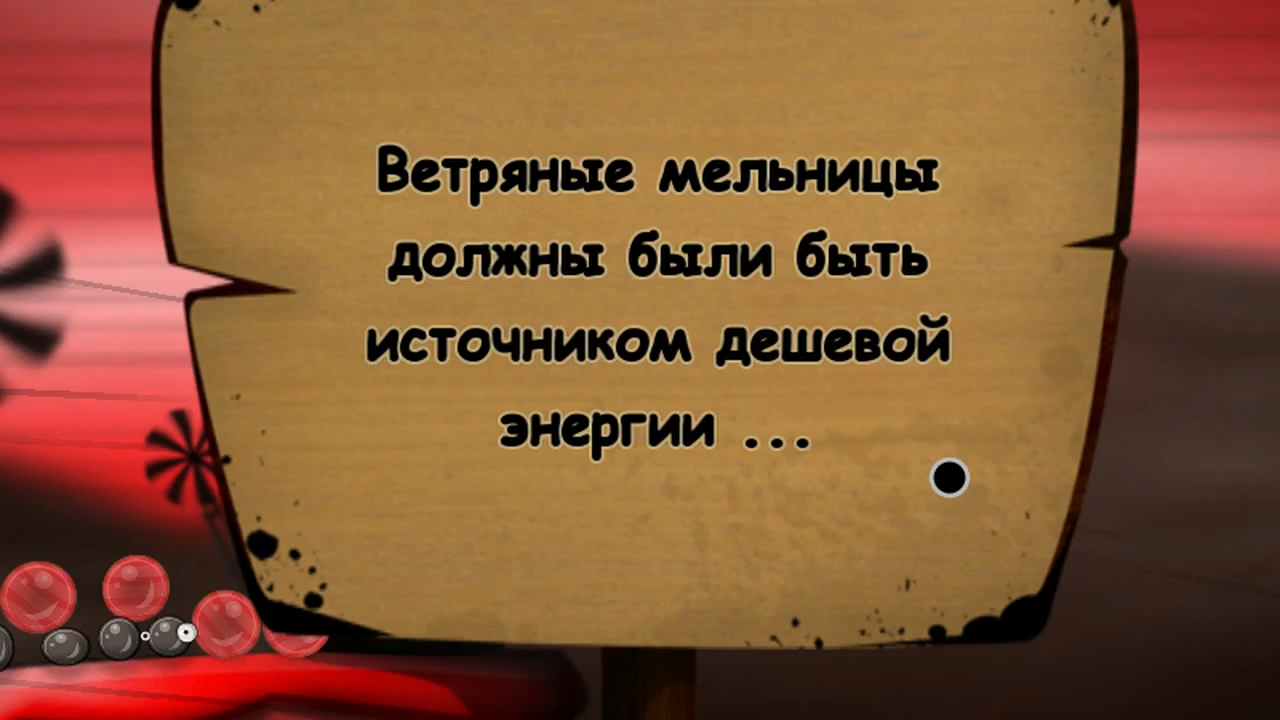 Ветряные мельницы
должны были быть
источником дешевой
энергии ...